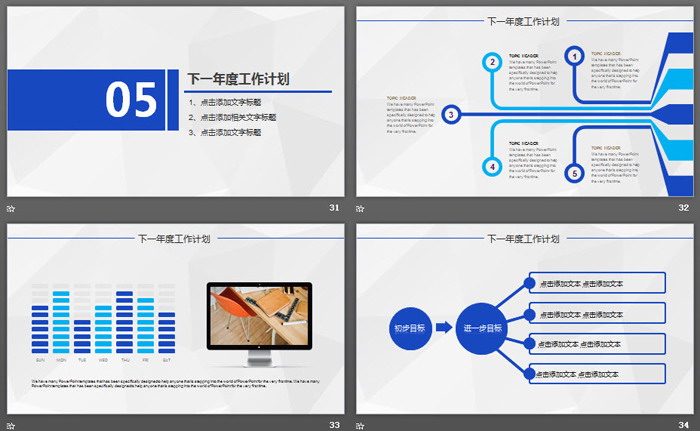 05
下一年度工作计划
1、点击添加文字标题
2、点击添加相关文字标题
3、点击添加文字标题
31
下一年度工作计划
TOPIC HEADER
We have many PowerPoint
templates that has been
specifically designed to help
anyone that is stepping into
the world of PowerPoint for
the very first time.
1
TOPIC HEADER
We have many PowerPoint
templates that has been
specifically designed to help
anyone that is stepping into
the world of PowerPoint for
the very first time.
2
TOPIC HEADER
We have many PowerPoint
templates that has been
specifically designed to help
anyone that is stepping into
the world of PowerPoint for
the very first time.
3
TOPIC HEADER
We have many PowerPoint
templates that has been
specifically designed to help
anyone that is stepping into
the world of PowerPoint for
the very first time.
4
TOPIC HEADER
We have many PowerPoint
templates that has been
specifically designed to help
anyone that is stepping into
the world of PowerPoint for
the very first time.
5
32
下一年度工作计划
SUN MON TUE WED THU FRI SAT
We have many PowerPoint templates that has been specifically designed to help anyone that is stepping into the world of PowerPoint for the very first time. We have many
PowerPoint templates that has been specifically designed to help anyone that is stepping into the world of PowerPoint for the very first time.
33
下一年度工作计划
初步目标
进一步目标
点击添加文本 点击添加文本
点击添加文本 点击添加文本
点击添加文本 点击添加文本
点击添加文本 点击添加文本
34